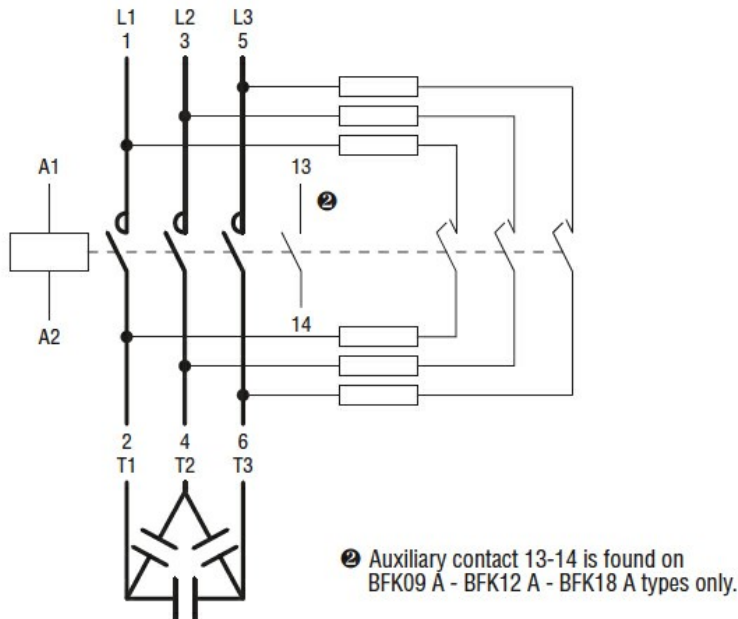 L1 L2 L3
1 3 5
A1
13
❷
14
A2
2 4 6
T1 T2 T3
❷ Auxiliary contact 13-14 is found on
BFK09 A - BFK12 A - BFK18 A types only.